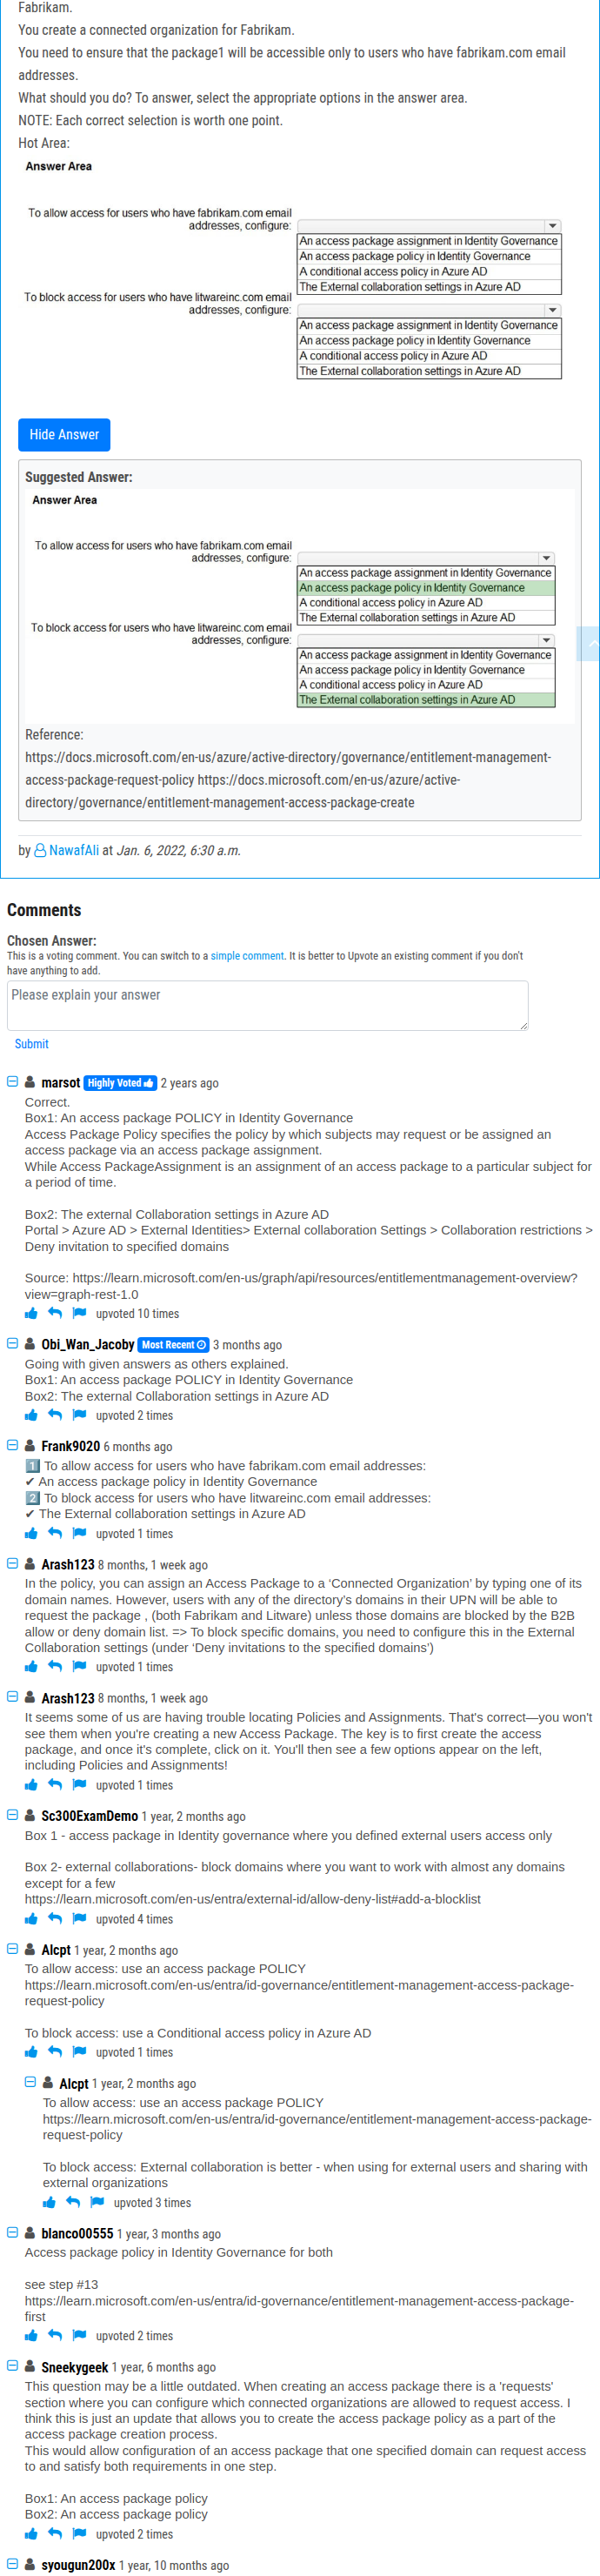 Fabrikam.
You create a connected organization for Fabrikam.
You need to ensure that the package1 will be accessible only to users who have fabrikam.com email
addresses.
What should you do? To answer, select the appropriate options in the answer area.
NOTE: Each correct selection is worth one point.
Hot Area:
Answer Area
To allow access for users who have fabrikam.com email
addresses, configure:
An access package assignment in Identity Governance
An access package policy in Identity Governance
A conditional access policy in Azure AD
The External collaboration settings in Azure AD
To block access for users who have litwareinc.com email
addresses, configure:
An access package assignment in Identity Governance
An access package policy in Identity Governance
A conditional access policy in Azure AD
The External collaboration settings in Azure AD
Hide Answer
Suggested Answer:
Answer Area
To allow access for users who have fabrikam.com email
addresses, configure:
An access package assignment in Identity Governance
An access package policy in Identity Governance
A conditional access policy in Azure AD
The External collaboration settings in Azure AD
To block access for users who have litwareinc.com email
addresses, configure:
An access package assignment in Identity Governance
An access package policy in Identity Governance
A conditional access policy in Azure AD
The External collaboration settings in Azure AD
Reference:
https://docs.microsoft.com/en-us/azure/active-directory/governance/entitlement-management-
access-package-request-policy https://docs.microsoft.com/en-us/azure/active-
directory/governance/entitlement-management-access-package-create
by NawafAli at Jan. 6, 2022, 6:30 a.m.
Comments
Chosen Answer:
This is a voting comment. You can switch to a simple comment. It is better to Upvote an existing comment if you don't
have anything to add.
Please explain your answer
Submit
marsot Highly Voted 2 years ago
Correct.
Box1: An access package POLICY in Identity Governance
Access Package Policy specifies the policy by which subjects may request or be assigned an
access package via an access package assignment.
While Access PackageAssignment is an assignment of an access package to a particular subject for
a period of time.
Box2: The external Collaboration settings in Azure AD
Portal > Azure AD > External Identities> External collaboration Settings > Collaboration restrictions >
Deny invitation to specified domains
Source: https://learn.microsoft.com/en-us/graph/api/resources/entitlementmanagement-overview?
view=graph-rest-1.0
upvoted 10 times
Obi_Wan_Jacoby Most Recent 3 months ago
Going with given answers as others explained.
Box1: An access package POLICY in Identity Governance
Box2: The external Collaboration settings in Azure AD
upvoted 2 times
Frank9020 6 months ago
1️⃣ To allow access for users who have fabrikam.com email addresses:
✔ An access package policy in Identity Governance
2️⃣ To block access for users who have litwareinc.com email addresses:
✔ The External collaboration settings in Azure AD
upvoted 1 times
Arash123 8 months, 1 week ago
In the policy, you can assign an Access Package to a ‘Connected Organization’ by typing one of its
domain names. However, users with any of the directory’s domains in their UPN will be able to
request the package , (both Fabrikam and Litware) unless those domains are blocked by the B2B
allow or deny domain list. => To block specific domains, you need to configure this in the External
Collaboration settings (under ‘Deny invitations to the specified domains’)
upvoted 1 times
Arash123 8 months, 1 week ago
It seems some of us are having trouble locating Policies and Assignments. That's correct—you won't
see them when you're creating a new Access Package. The key is to first create the access
package, and once it's complete, click on it. You'll then see a few options appear on the left,
including Policies and Assignments!
upvoted 1 times
Sc300ExamDemo 1 year, 2 months ago
Box 1 - access package in Identity governance where you defined external users access only
Box 2- external collaborations- block domains where you want to work with almost any domains
except for a few
https://learn.microsoft.com/en-us/entra/external-id/allow-deny-list#add-a-blocklist
upvoted 4 times
Alcpt 1 year, 2 months ago
To allow access: use an access package POLICY
https://learn.microsoft.com/en-us/entra/id-governance/entitlement-management-access-package-
request-policy
To block access: use a Conditional access policy in Azure AD
upvoted 1 times
Alcpt 1 year, 2 months ago
To allow access: use an access package POLICY
https://learn.microsoft.com/en-us/entra/id-governance/entitlement-management-access-package-
request-policy
To block access: External collaboration is better - when using for external users and sharing with
external organizations
upvoted 3 times
blanco00555 1 year, 3 months ago
Access package policy in Identity Governance for both
see step #13
https://learn.microsoft.com/en-us/entra/id-governance/entitlement-management-access-package-
first
upvoted 2 times
Sneekygeek 1 year, 6 months ago
This question may be a little outdated. When creating an access package there is a 'requests'
section where you can configure which connected organizations are allowed to request access. I
think this is just an update that allows you to create the access package policy as a part of the
access package creation process.
This would allow configuration of an access package that one specified domain can request access
to and satisfy both requirements in one step.
Box1: An access package policy
Box2: An access package policy
upvoted 2 times
syougun200x 1 year, 10 months ago